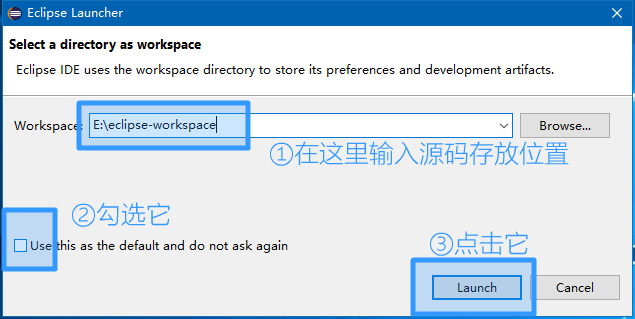 Eclipse Launcher
Select a directory as workspace
Eclipse IDE uses the workspace directory to store its preferences and development artifacts.
Workspace: E:\eclipse-workspace Browse...
①在这里输入源码存放位置
②勾选它
Use this as the default and do not ask again
③点击它
Launch Cancel